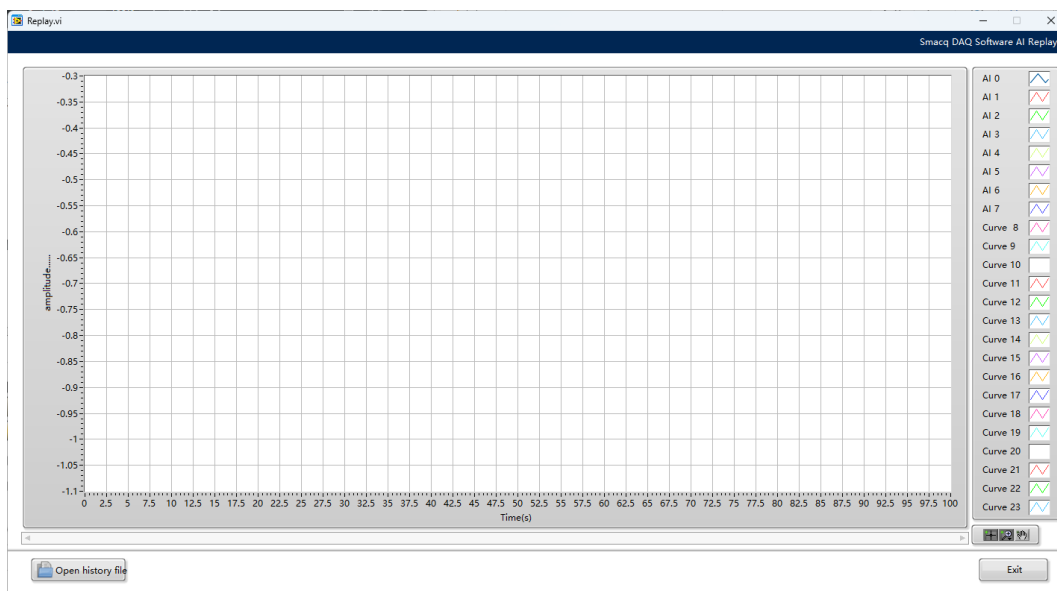 Replay.vi
Smacq DAQ Software AI Replay
-0.3
-0.35
-0.4
-0.45
-0.5
-0.55
-0.6
-0.65
-0.7
-0.75
-0.8
-0.85
-0.9
-0.95
-1
-1.05
-1.1
amplitude......
0 2.5 5 7.5 10 12.5 15 17.5 20 22.5 25 27.5 30 32.5 35 37.5 40 42.5 45 47.5 50 52.5 55 57.5 60 62.5 65 67.5 70 72.5 75 77.5 80 82.5 85 87.5 90 92.5 95 97.5 100
Time(s)
AI 0
AI 1
AI 2
AI 3
AI 4
AI 5
AI 6
AI 7
Curve 8
Curve 9
Curve 10
Curve 11
Curve 12
Curve 13
Curve 14
Curve 15
Curve 16
Curve 17
Curve 18
Curve 19
Curve 20
Curve 21
Curve 22
Curve 23
Open history file
Exit